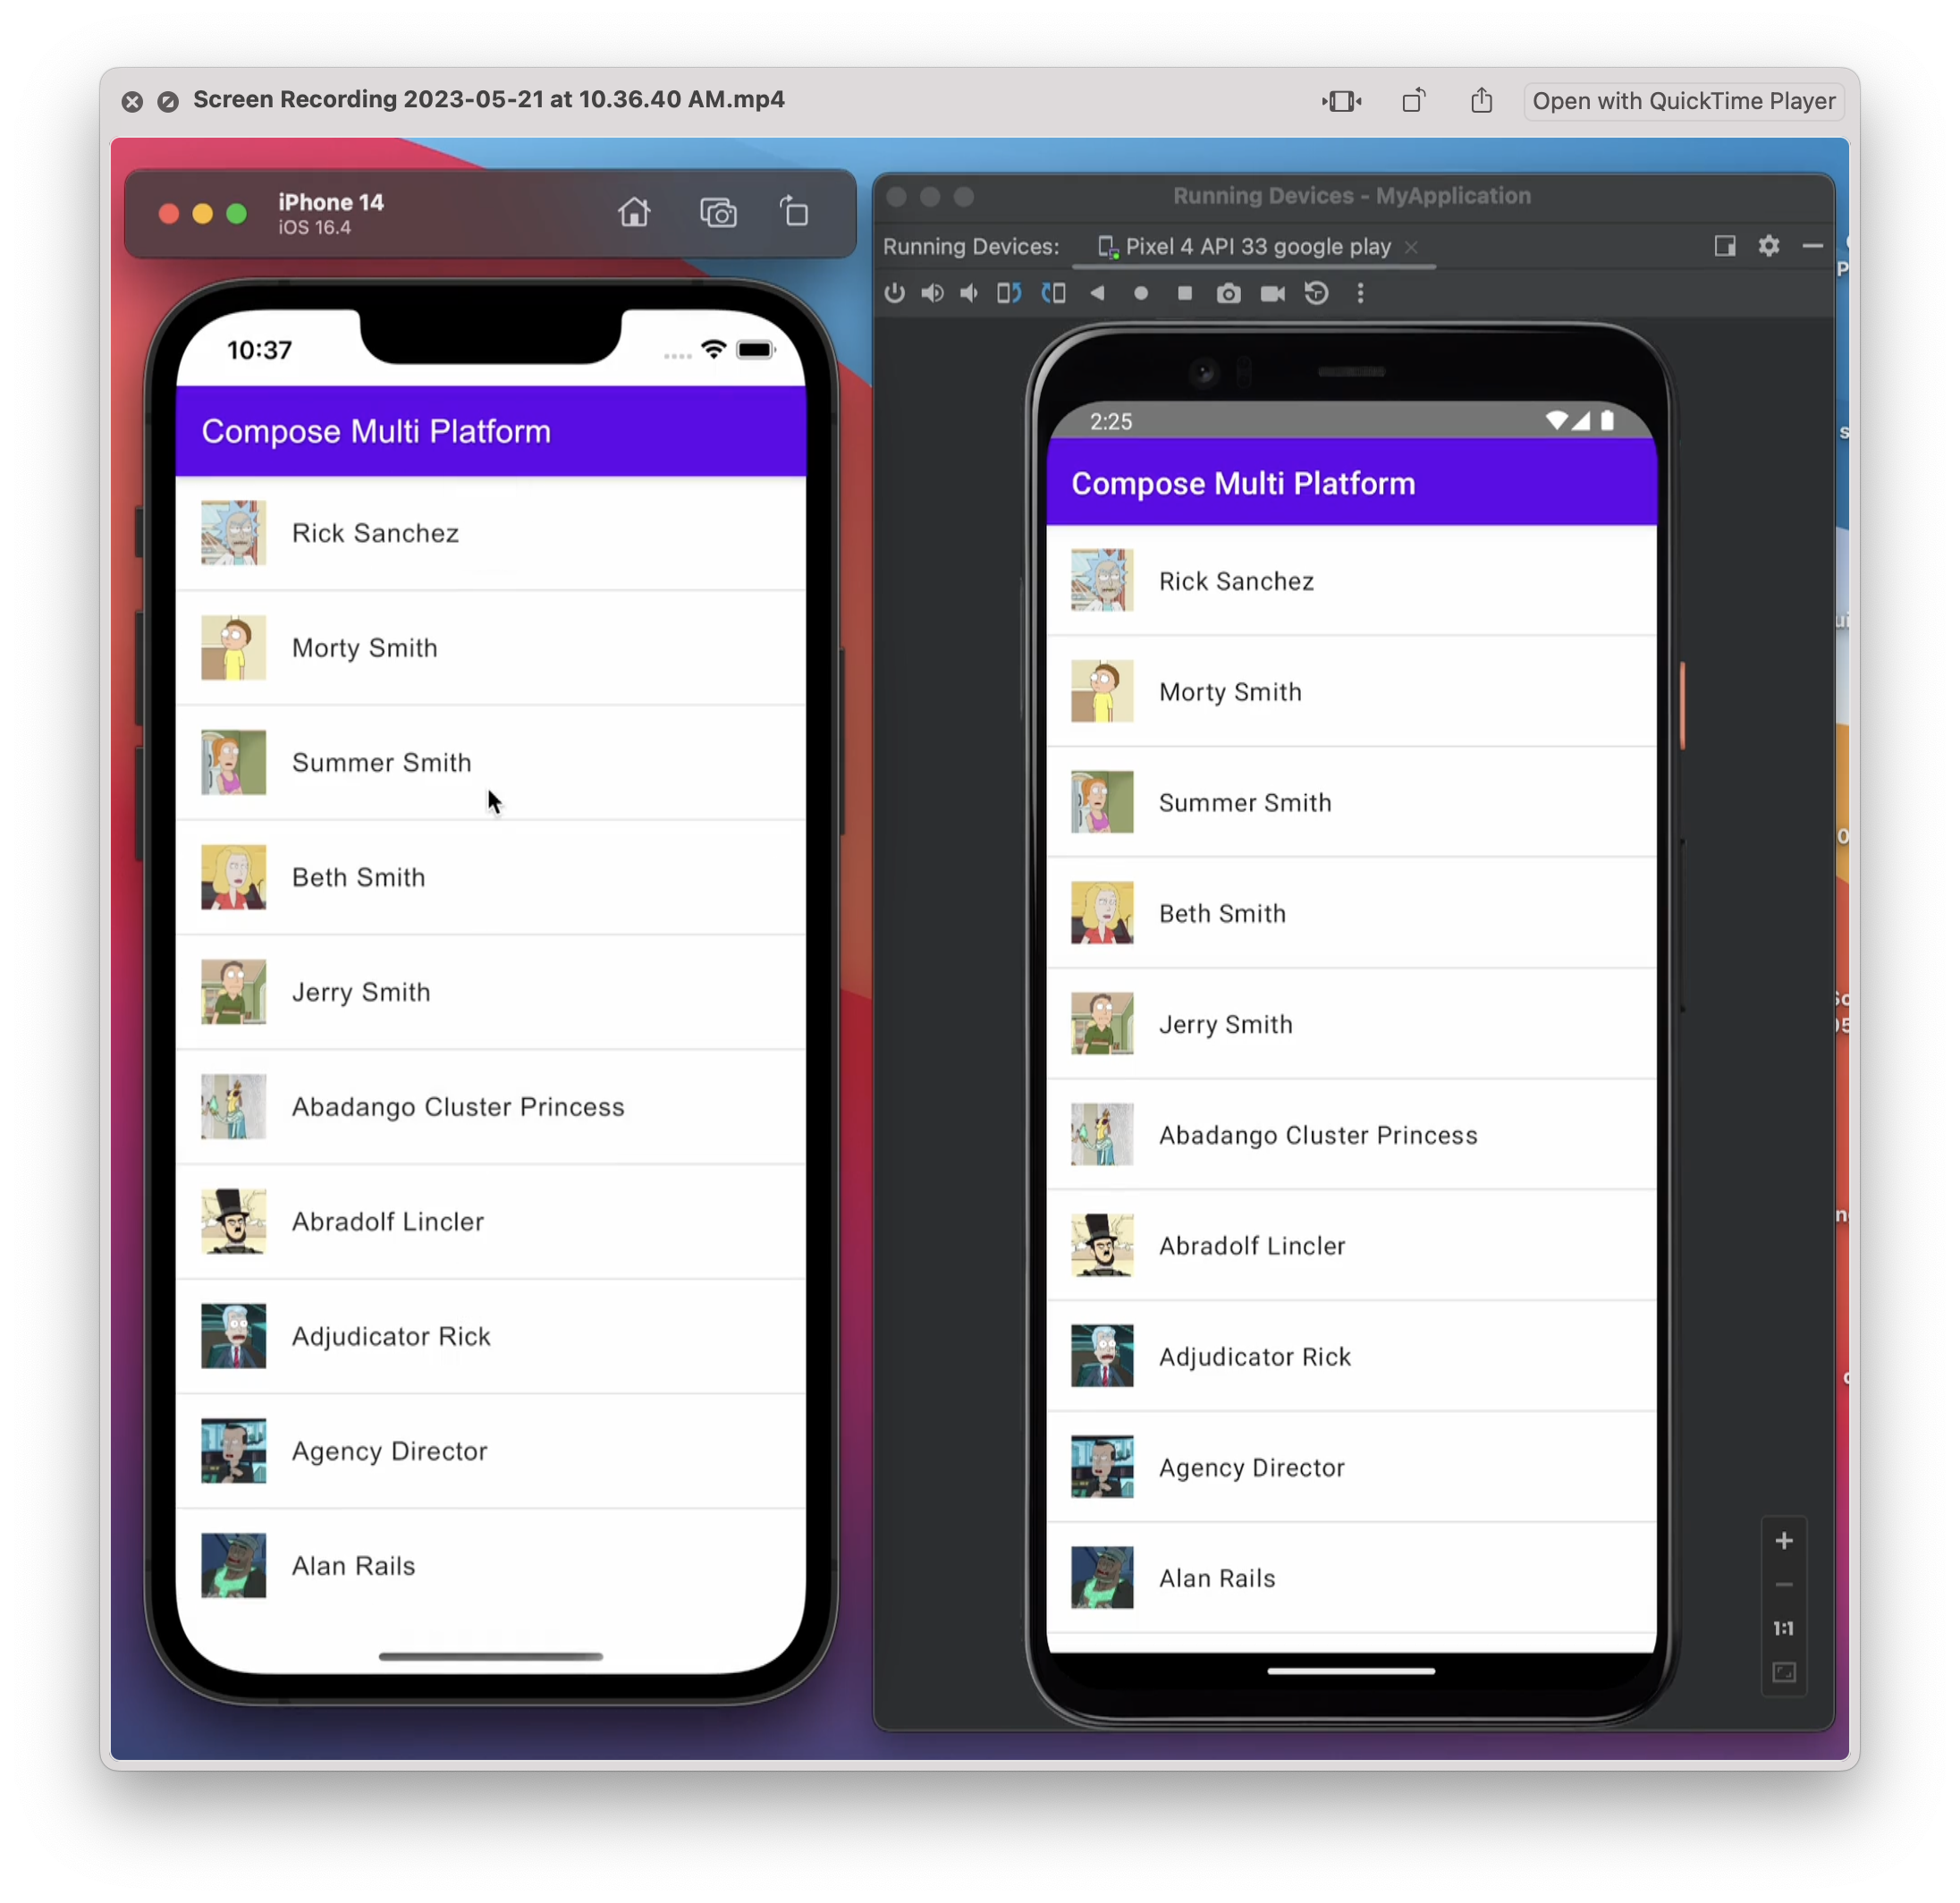 Screen Recording 2023-05-21 at 10.36.40 AM.mp4
Open with QuickTime Player
iPhone 14
iOS 16.4
10:37
Compose Multi Platform
Rick Sanchez
Morty Smith
Summer Smith
Beth Smith
Jerry Smith
Abadango Cluster Princess
Abradolf Lincler
Adjudicator Rick
Agency Director
Alan Rails
Running Devices - MyApplication
Running Devices:
Pixel 4 API 33 google play
2:25
Compose Multi Platform
Rick Sanchez
Morty Smith
Summer Smith
Beth Smith
Jerry Smith
Abadango Cluster Princess
Abradolf Lincler
Adjudicator Rick
Agency Director
Alan Rails
1:1